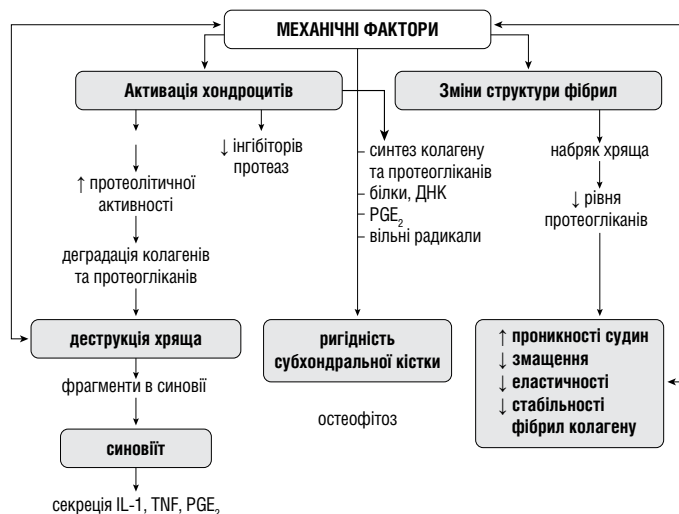 МЕХАНІЧНІ ФАКТОРИ
Активація хондроцитів
Зміни структури фібрил
↓ інгібіторів
протеаз
↑ протеолітичної
активності
деградація колагенів
та протеогліканів
деструкція хряща
фрагменти в синовії
синовіїт
секреція IL-1, TNF, PGE₂
- синтез колагену
та протеогліканів
- білки, ДНК
- PGE₂
- вільні радикали
ригідність
субхондральної кістки
остеофітоз
набряк хряща
↓ рівня
протеогліканів
↑ проникності судин
↓ змащення
↓ еластичності
↓ стабільності
фібрил колагену